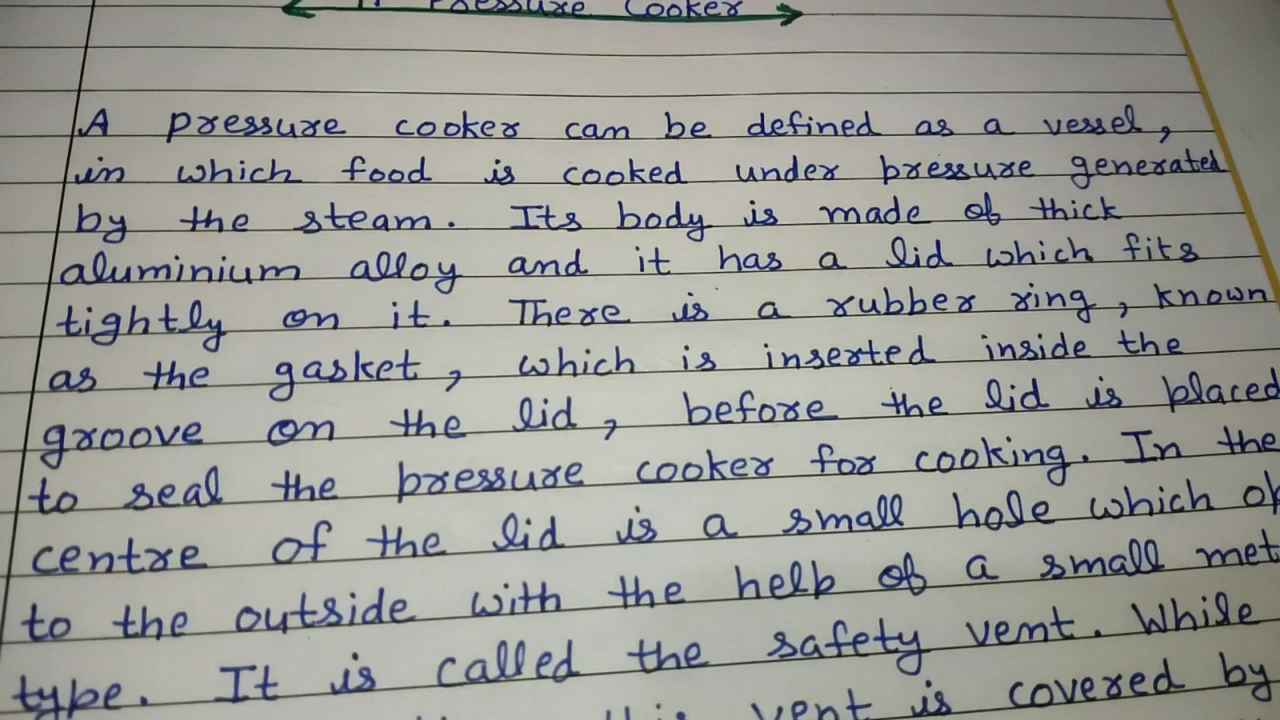 Pressure Cooker
A pressure cooker can be defined as a vessel,
in which food is cooked under pressure generated
by the steam. Its body is made of thick
aluminium alloy and it has a lid which fits
tightly on it. There is a rubber ring, known
as the gasket, which is inserted inside the
groove on the lid, before the lid is placed
to seal the pressure cooker for cooking. In the
centre of the lid is a small hole which
to the outside with the help of a small met
type. It is called the safety vent. While
vent is covered by